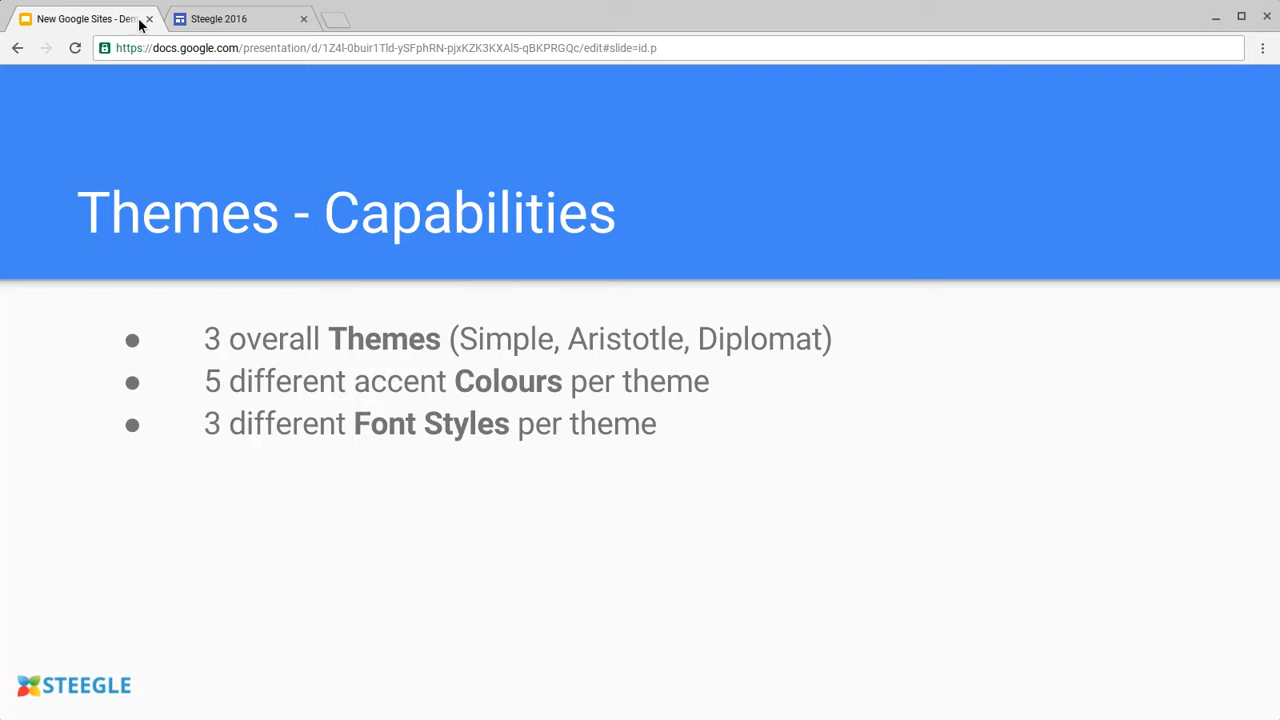 New Google Sites - Dem
Steegle 2016
https://docs.google.com/presentation/d/1Z4l-0buir1Tld-ySFphRN-pjxKZK3KXAl5-qBKPRGQc/edit#slide=id.p
Themes - Capabilities
● 3 overall Themes (Simple, Aristotle, Diplomat)
● 5 different accent Colours per theme
● 3 different Font Styles per theme
STEEGLE